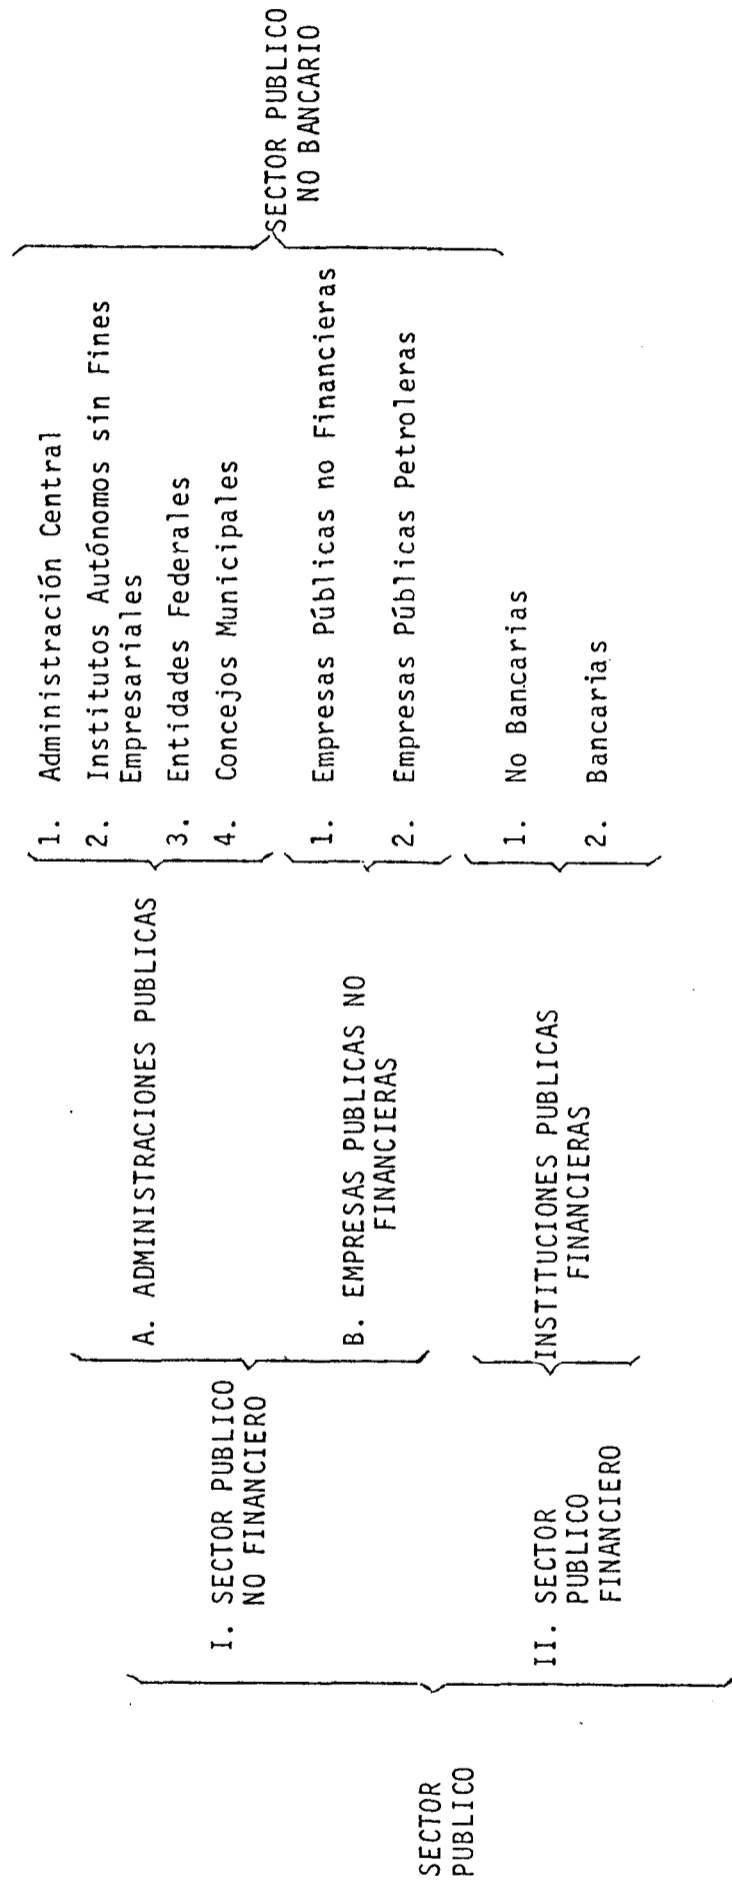 SECTOR
PUBLICO
I. SECTOR PUBLICO
NO FINANCIERO
A. ADMINISTRACIONES PUBLICAS
1. Administración Central
2. Institutos Autónomos sin Fines
Empresariales
3. Entidades Federales
4. Concejos Municipales
B. EMPRESAS PUBLICAS NO
FINANCIERAS
1. Empresas Públicas no Financieras
2. Empresas Públicas Petroleras
II. SECTOR
PUBLICO
FINANCIERO
INSTITUCIONES PUBLICAS
FINANCIERAS
1. No Bancarias
2. Bancarias
SECTOR PUBLICO
NO BANCARIO